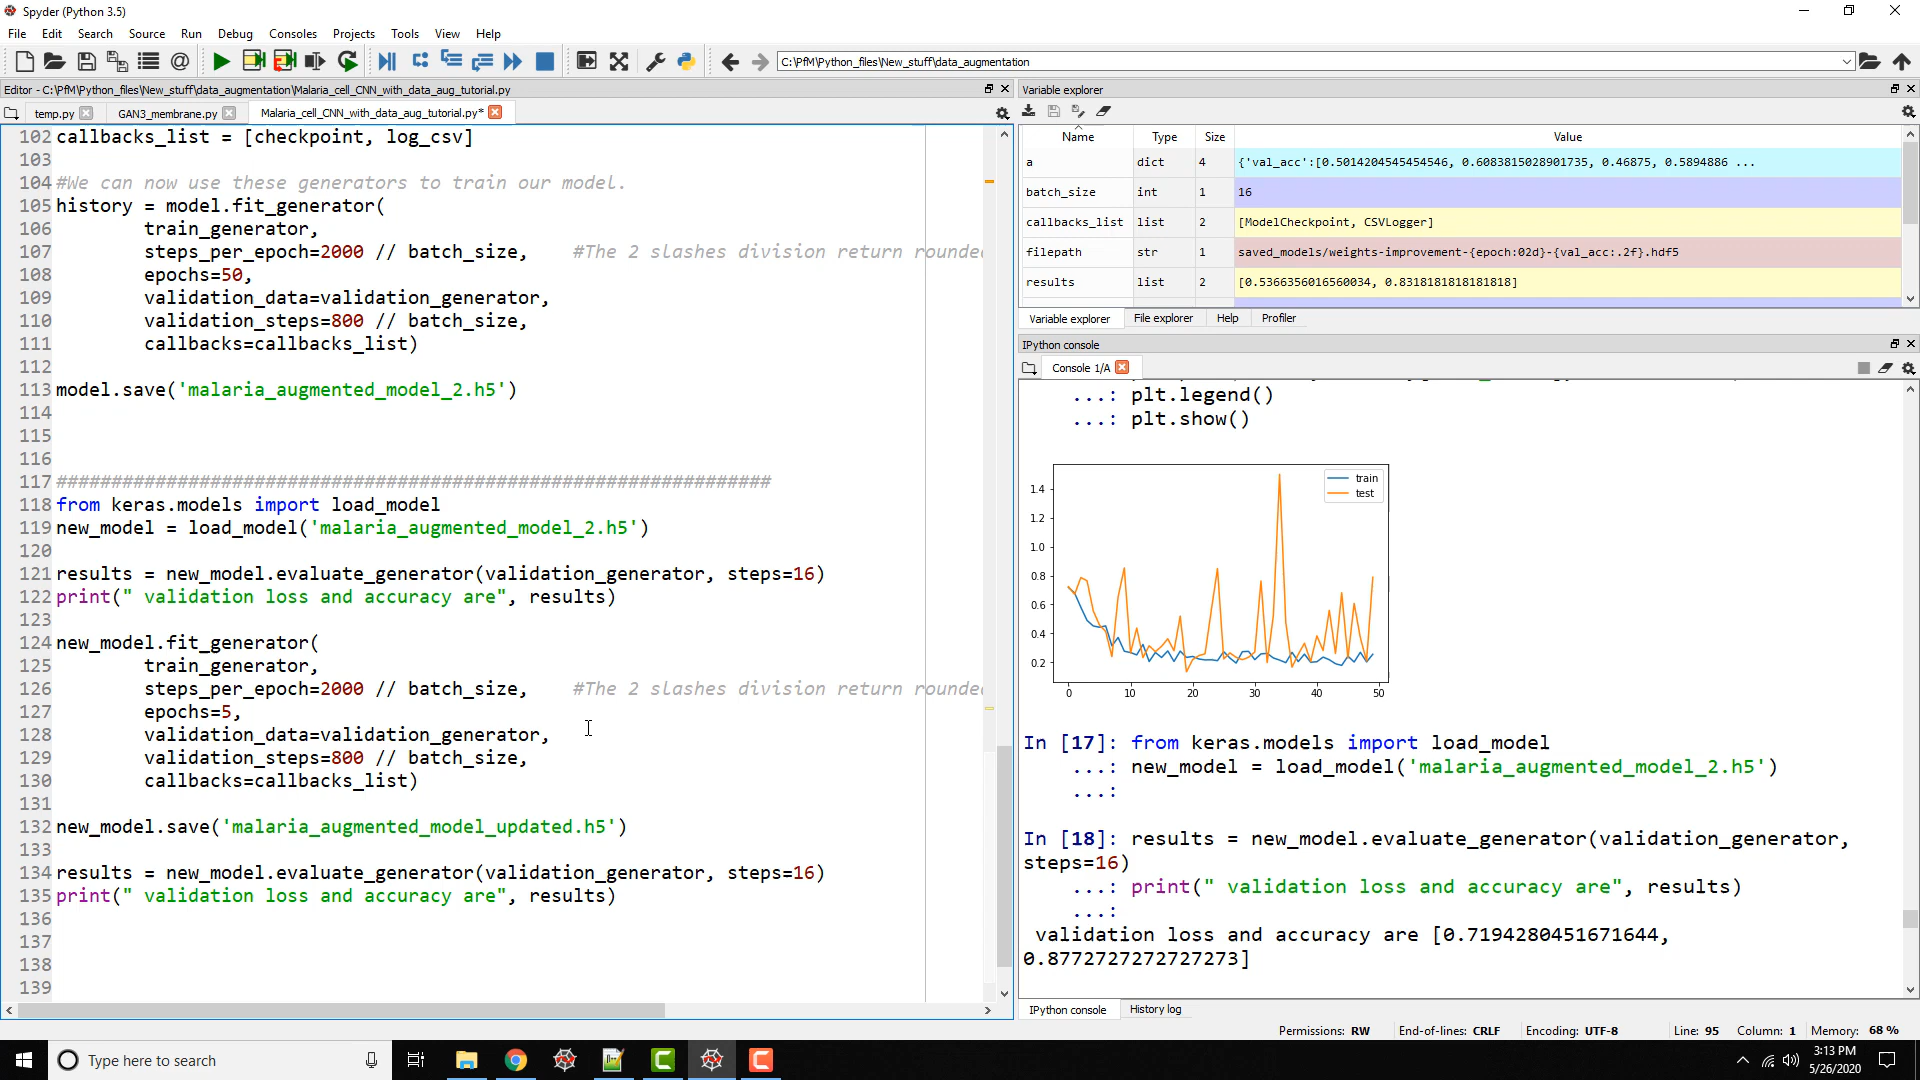 Spyder (Python 3.5)
File Edit Search Source Run Debug Consoles Projects Tools View Help
C:\PfM\Python_files\New_stuff\data_augmentation
Editor - C:\PfM\Python_files\New_stuff\data_augmentation\Malaria_cell_CNN_with_data_aug_tutorial.py
temp.py GAN3_membrane.py Malaria_cell_CNN_with_data_aug_tutorial.py*
102 callbacks_list = [checkpoint, log_csv]
103
104 #We can now use these generators to train our model.
105 history = model.fit_generator(
106 train_generator,
107 steps_per_epoch=2000 // batch_size, #The 2 slashes division return rounde
108 epochs=50,
109 validation_data=validation_generator,
110 validation_steps=800 // batch_size,
111 callbacks=callbacks_list)
112
113 model.save('malaria_augmented_model_2.h5')
114
115
116
117 #################################################################
118 from keras.models import load_model
119 new_model = load_model('malaria_augmented_model_2.h5')
120
121 results = new_model.evaluate_generator(validation_generator, steps=16)
122 print(" validation loss and accuracy are", results)
123
124 new_model.fit_generator(
125 train_generator,
126 steps_per_epoch=2000 // batch_size, #The 2 slashes division return rounde
127 epochs=5,
128 validation_data=validation_generator,
129 validation_steps=800 // batch_size,
130 callbacks=callbacks_list)
131
132 new_model.save('malaria_augmented_model_updated.h5')
133
134 results = new_model.evaluate_generator(validation_generator, steps=16)
135 print(" validation loss and accuracy are", results)
136
137
138
139
Variable explorer
Name Type Size Value
a dict 4 {'val_acc':[0.5014204545454546, 0.6083815028901735, 0.46875, 0.5894886 ...
batch_size int 1 16
callbacks_list list 2 [ModelCheckpoint, CSVLogger]
filepath str 1 saved_models/weights-improvement-{epoch:02d}-{val_acc:.2f}.hdf5
results list 2 [0.5366356016560034, 0.8318181818181818]
Variable explorer File explorer Help Profiler
IPython console
Console 1/A
...: plt.legend()
...: plt.show()
train
test
1.4
1.2
1.0
0.8
0.6
0.4
0.2
0 10 20 30 40 50
In [17]: from keras.models import load_model
...: new_model = load_model('malaria_augmented_model_2.h5')
...:
In [18]: results = new_model.evaluate_generator(validation_generator,
steps=16)
...: print(" validation loss and accuracy are", results)
...:
validation loss and accuracy are [0.7194280451671644,
0.8772727272727273]
IPython console History log
Permissions: RW End-of-lines: CRLF Encoding: UTF-8 Line: 95 Column: 1 Memory: 68 %
Type here to search
3:13 PM
5/26/2020